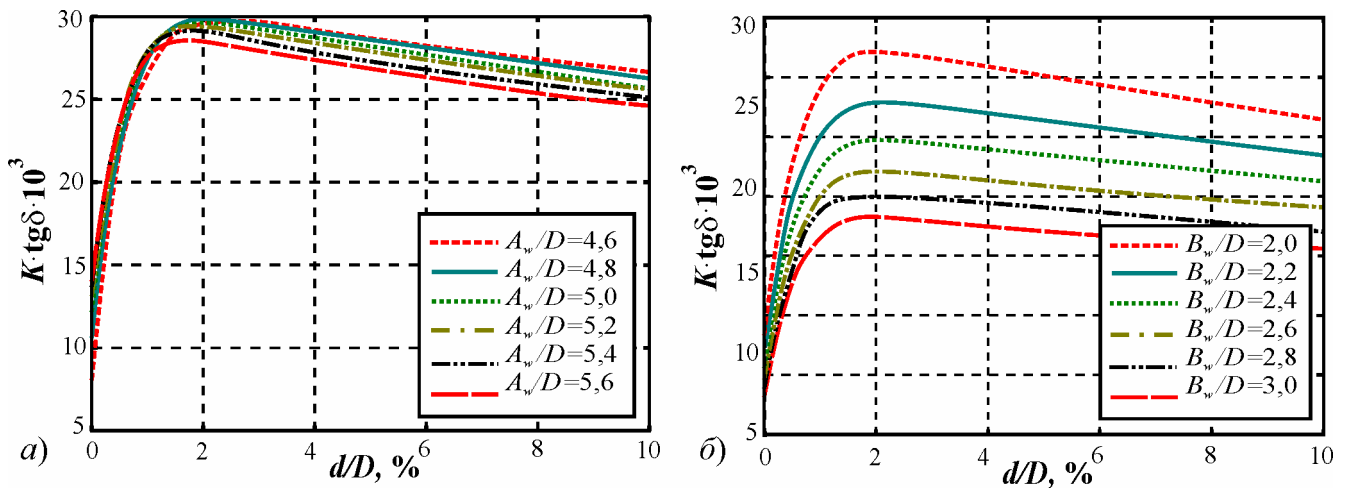 30
25
20
15
10
5
K·tgδ·10³
A_w/D=4,6
A_w/D=4,8
A_w/D=5,0
A_w/D=5,2
A_w/D=5,4
A_w/D=5,6
0 2 4 6 8 10
d/D, %
а)
30
25
20
15
10
5
K·tgδ·10³
B_w/D=2,0
B_w/D=2,2
B_w/D=2,4
B_w/D=2,6
B_w/D=2,8
B_w/D=3,0
0 2 4 6 8 10
d/D, %
б)